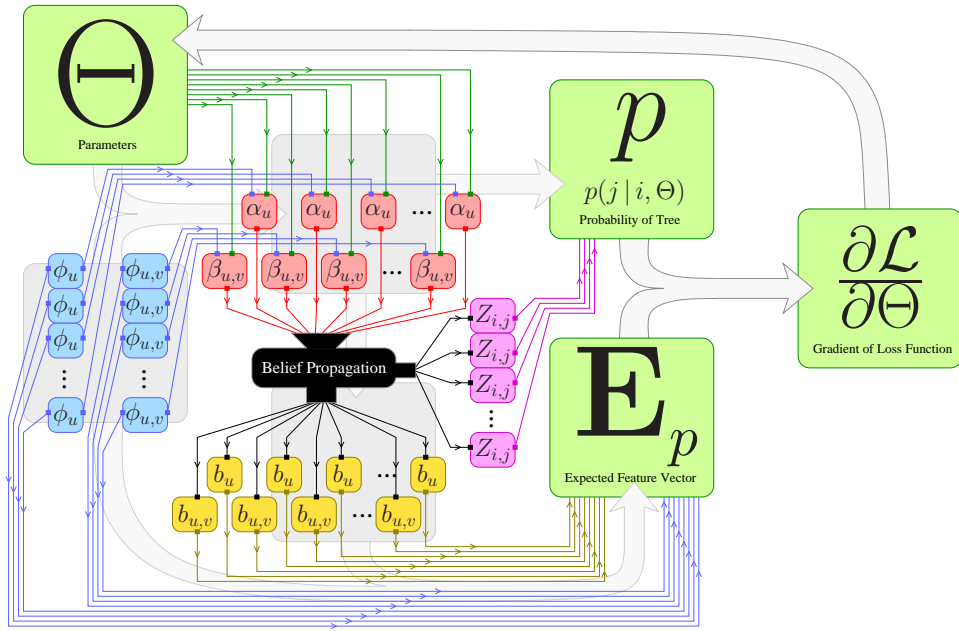 Θ
Parameters
p
p(j | i, Θ)
Probability of Tree
α_u α_u α_u ... α_u
β_{u,v} β_{u,v} β_{u,v} ... β_{u,v}
ϕ_u ϕ_{u,v}
ϕ_u ϕ_{u,v}
ϕ_u ϕ_{u,v}
⋮ ⋮
ϕ_u ϕ_{u,v}
Z_{i,j}
Z_{i,j}
Z_{i,j}
⋮
Z_{i,j}
Belief Propagation
∂ℒ
∂Θ
Gradient of Loss Function
E_p
Expected Feature Vector
b_u b_u b_u ... b_u
b_{u,v} b_{u,v} b_{u,v} ... b_{u,v}